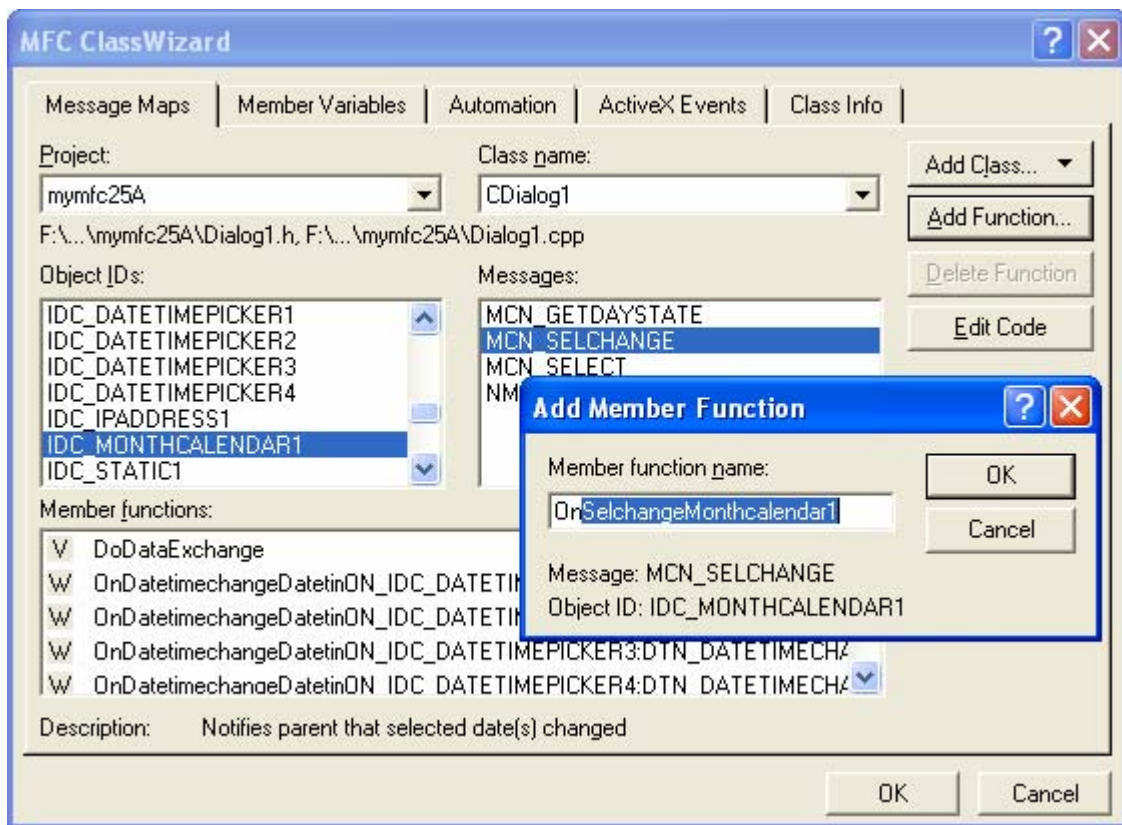 MFC ClassWizard
Message Maps
Member Variables
Automation
ActiveX Events
Class Info
Project:
Class name:
Add Class...
mymfc25A
CDialog1
Add Function...
F:\...\mymfc25A\Dialog1.h, F:\...\mymfc25A\Dialog1.cpp
Delete Function
Object IDs:
Messages:
Edit Code
IDC_DATETIMEPICKER1
IDC_DATETIMEPICKER2
IDC_DATETIMEPICKER3
IDC_DATETIMEPICKER4
IDC_IPADDRESS1
IDC_MONTHCALENDAR1
IDC_STATIC1
MCN_GETDAYSTATE
MCN_SELCHANGE
MCN_SELECT
NM
Add Member Function
Member function name:
OnSelchangeMonthcalendar1
OK
Cancel
Message: MCN_SELCHANGE
Object ID: IDC_MONTHCALENDAR1
Member functions:
V DoDataExchange
W OnDatetimechangeDatetinON_IDC_DATETIM
W OnDatetimechangeDatetinON_IDC_DATETIM
W OnDatetimechangeDatetinON_IDC_DATETIMEPICKER3:DTN_DATETIMECHA
W OnDatetimechangeDatetinON_IDC_DATETIMEPICKER4:DTN_DATETIMECHA
Description: Notifies parent that selected date(s) changed
OK
Cancel